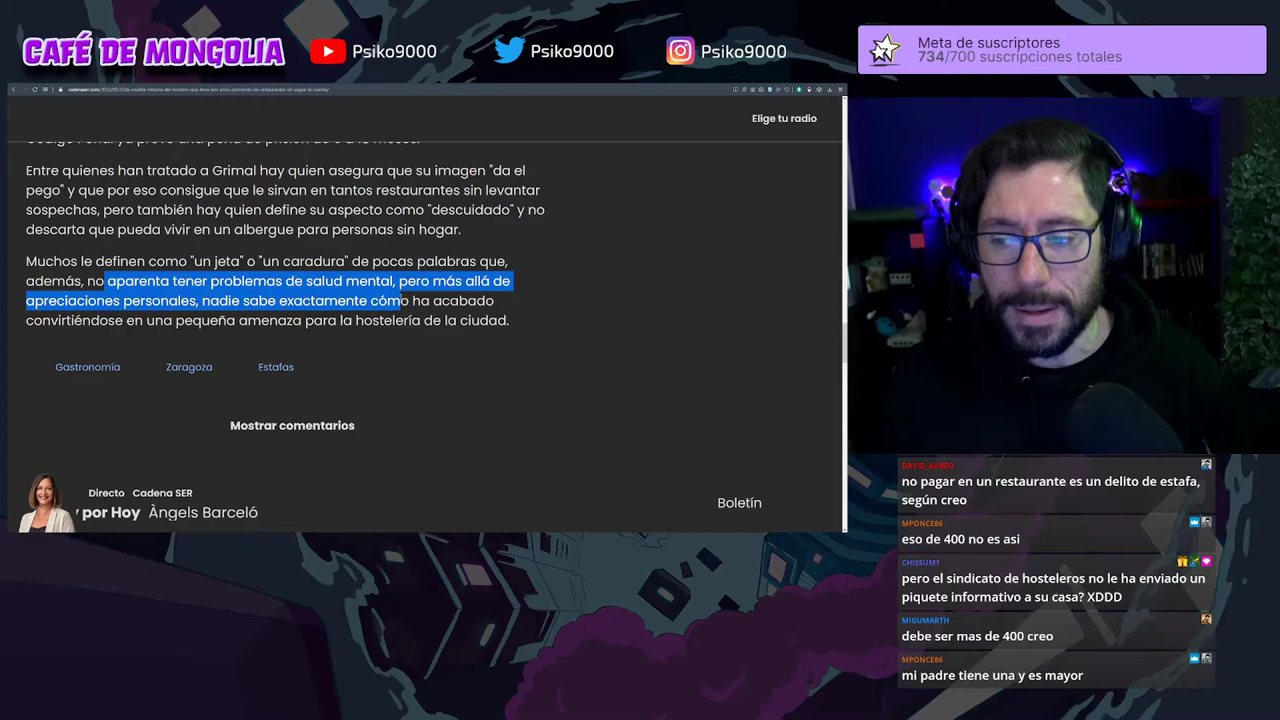 CAFÉ DE MONGOLIA
Psiko9000
Psiko9000
Psiko9000
Meta de suscriptores
734/700 suscripciones totales
Elige tu radio
Entre quienes han tratado a Grimal hay quien asegura que su imagen "da el
pego" y que por eso consigue que le sirvan en tantos restaurantes sin levantar
sospechas, pero también hay quien define su aspecto como "descuidado" y no
descarta que pueda vivir en un albergue para personas sin hogar.
Muchos le definen como "un jeta" o "un caradura" de pocas palabras que,
además, no aparenta tener problemas de salud mental, pero más allá de
apreciaciones personales, nadie sabe exactamente cómo ha acabado
convirtiéndose en una pequeña amenaza para la hostelería de la ciudad.
Gastronomía
Zaragoza
Estafas
Mostrar comentarios
Directo Cadena SER
por Hoy Àngels Barceló
Boletín
DAVID_AUREO
no pagar en un restaurante es un delito de estafa,
según creo
MPONCE86
eso de 400 no es asi
CHISSUM1
pero el sindicato de hosteleros no le ha enviado un
piquete informativo a su casa? XDDD
MIGUMARTH
debe ser mas de 400 creo
MPONCE86
mi padre tiene una y es mayor